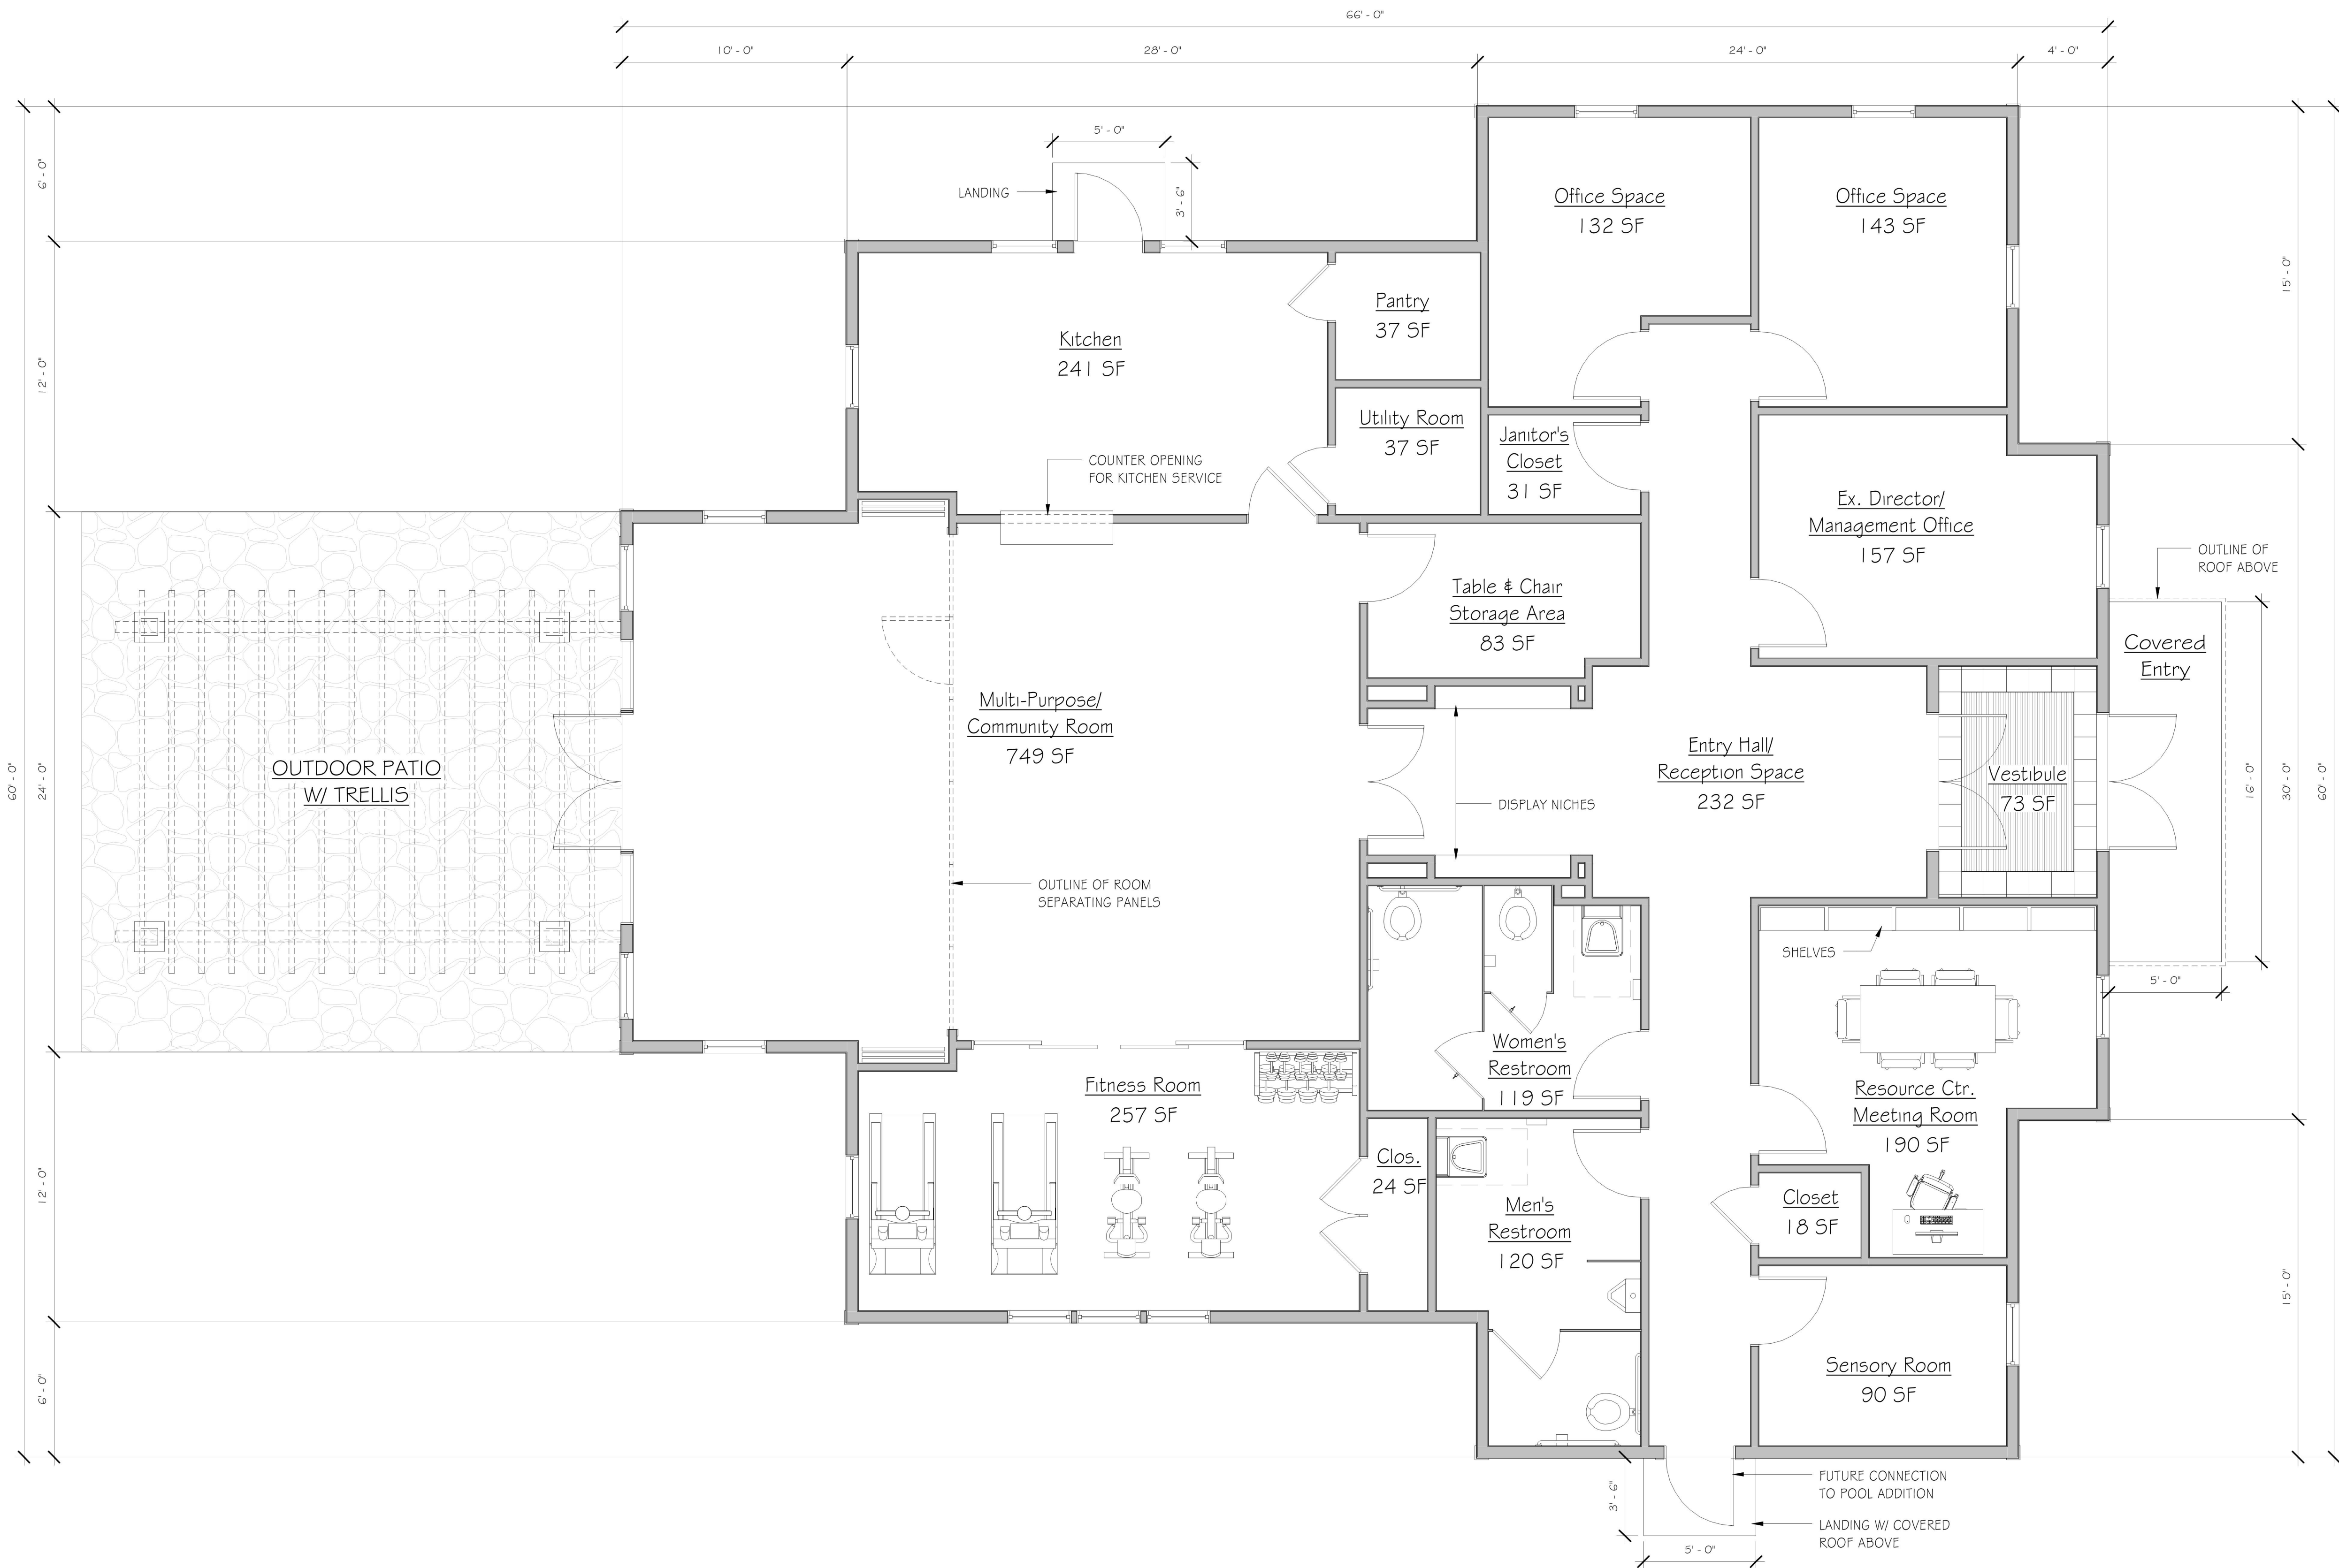 66' - 0"
10' - 0"
28' - 0"
24' - 0"
4' - 0"
5' - 0"
3' - 6"
LANDING
6' - 0"
12' - 0"
24' - 0"
60' - 0"
12' - 0"
6' - 0"
Office Space
132 SF
Office Space
143 SF
15' - 0"
Pantry
37 SF
Kitchen
241 SF
Utility Room
37 SF
Janitor's
Closet
31 SF
COUNTER OPENING
FOR KITCHEN SERVICE
Ex. Director/
Management Office
157 SF
OUTLINE OF
ROOF ABOVE
Table & Chair
Storage Area
83 SF
Covered
Entry
Multi-Purpose/
Community Room
749 SF
OUTDOOR PATIO
W/ TRELLIS
Entry Hall/
Reception Space
232 SF
Vestibule
73 SF
16' - 0"
30' - 0"
60' - 0"
DISPLAY NICHES
OUTLINE OF ROOM
SEPARATING PANELS
SHELVES
5' - 0"
Women's
Restroom
119 SF
Fitness Room
257 SF
Resource Ctr.
Meeting Room
190 SF
Clos.
24 SF
Men's
Restroom
120 SF
Closet
18 SF
15' - 0"
Sensory Room
90 SF
FUTURE CONNECTION
TO POOL ADDITION
3' - 6"
LANDING W/ COVERED
ROOF ABOVE
5' - 0"